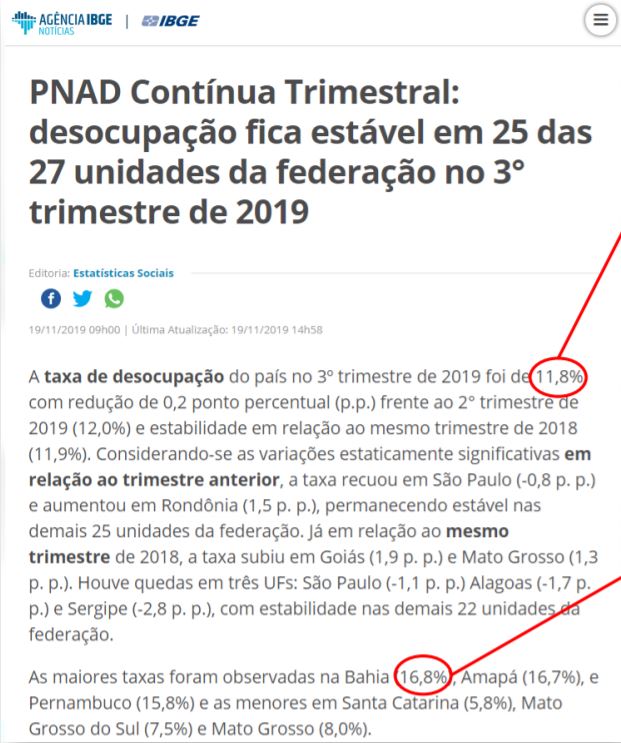 AGÊNCIA IBGE
NOTÍCIAS
IBGE
PNAD Contínua Trimestral:
desocupação fica estável em 25 das
27 unidades da federação no 3°
trimestre de 2019
Editoria: Estatísticas Sociais
19/11/2019 09h00 | Última Atualização: 19/11/2019 14h58
A taxa de desocupação do país no 3º trimestre de 2019 foi de 11,8%
com redução de 0,2 ponto percentual (p.p.) frente ao 2° trimestre de
2019 (12,0%) e estabilidade em relação ao mesmo trimestre de 2018
(11,9%). Considerando-se as variações estaticamente significativas em
relação ao trimestre anterior, a taxa recuou em São Paulo (-0,8 p. p.)
e aumentou em Rondônia (1,5 p. p.), permanecendo estável nas
demais 25 unidades da federação. Já em relação ao mesmo
trimestre de 2018, a taxa subiu em Goiás (1,9 p. p.) e Mato Grosso (1,3
p. p.). Houve quedas em três UFs: São Paulo (-1,1 p. p.) Alagoas (-1,7 p.
p.) e Sergipe (-2,8 p. p.), com estabilidade nas demais 22 unidades da
federação.
As maiores taxas foram observadas na Bahia (16,8%), Amapá (16,7%), e
Pernambuco (15,8%) e as menores em Santa Catarina (5,8%), Mato
Grosso do Sul (7,5%) e Mato Grosso (8,0%).